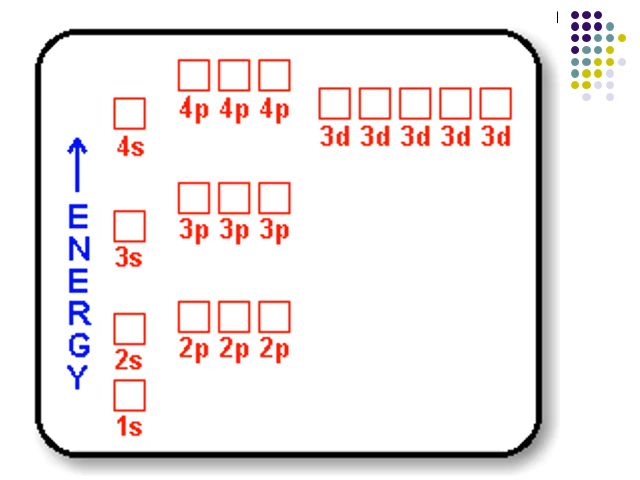 4p 4p 4p
4s
3d 3d 3d 3d 3d
ENERGY
3p 3p 3p
3s
2p 2p 2p
2s
1s